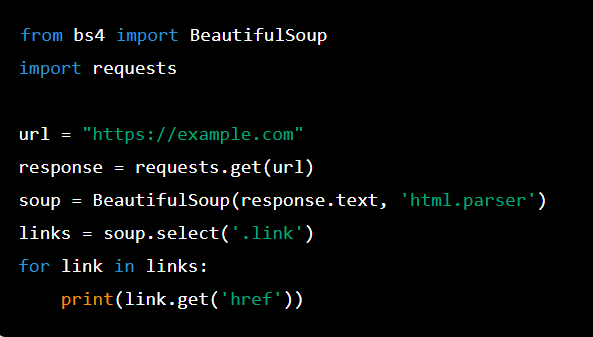 from bs4 import BeautifulSoup
import requests

url = "https://example.com"
response = requests.get(url)
soup = BeautifulSoup(response.text, 'html.parser')
links = soup.select('.link')
for link in links:
    print(link.get('href'))